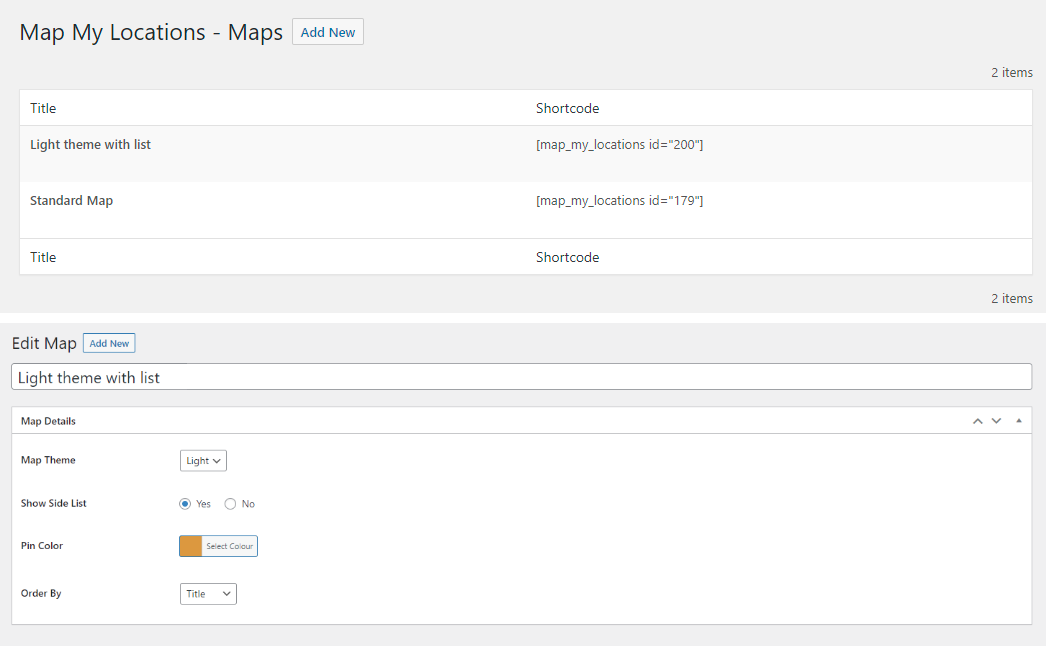 Map My Locations - Maps Add New
2 items
Title Shortcode
Light theme with list [map_my_locations id="200"]
Standard Map [map_my_locations id="179"]
Title Shortcode
2 items
Edit Map Add New
Light theme with list
Map Details
Map Theme Light
Show Side List Yes No
Pin Color Select Colour
Order By Title